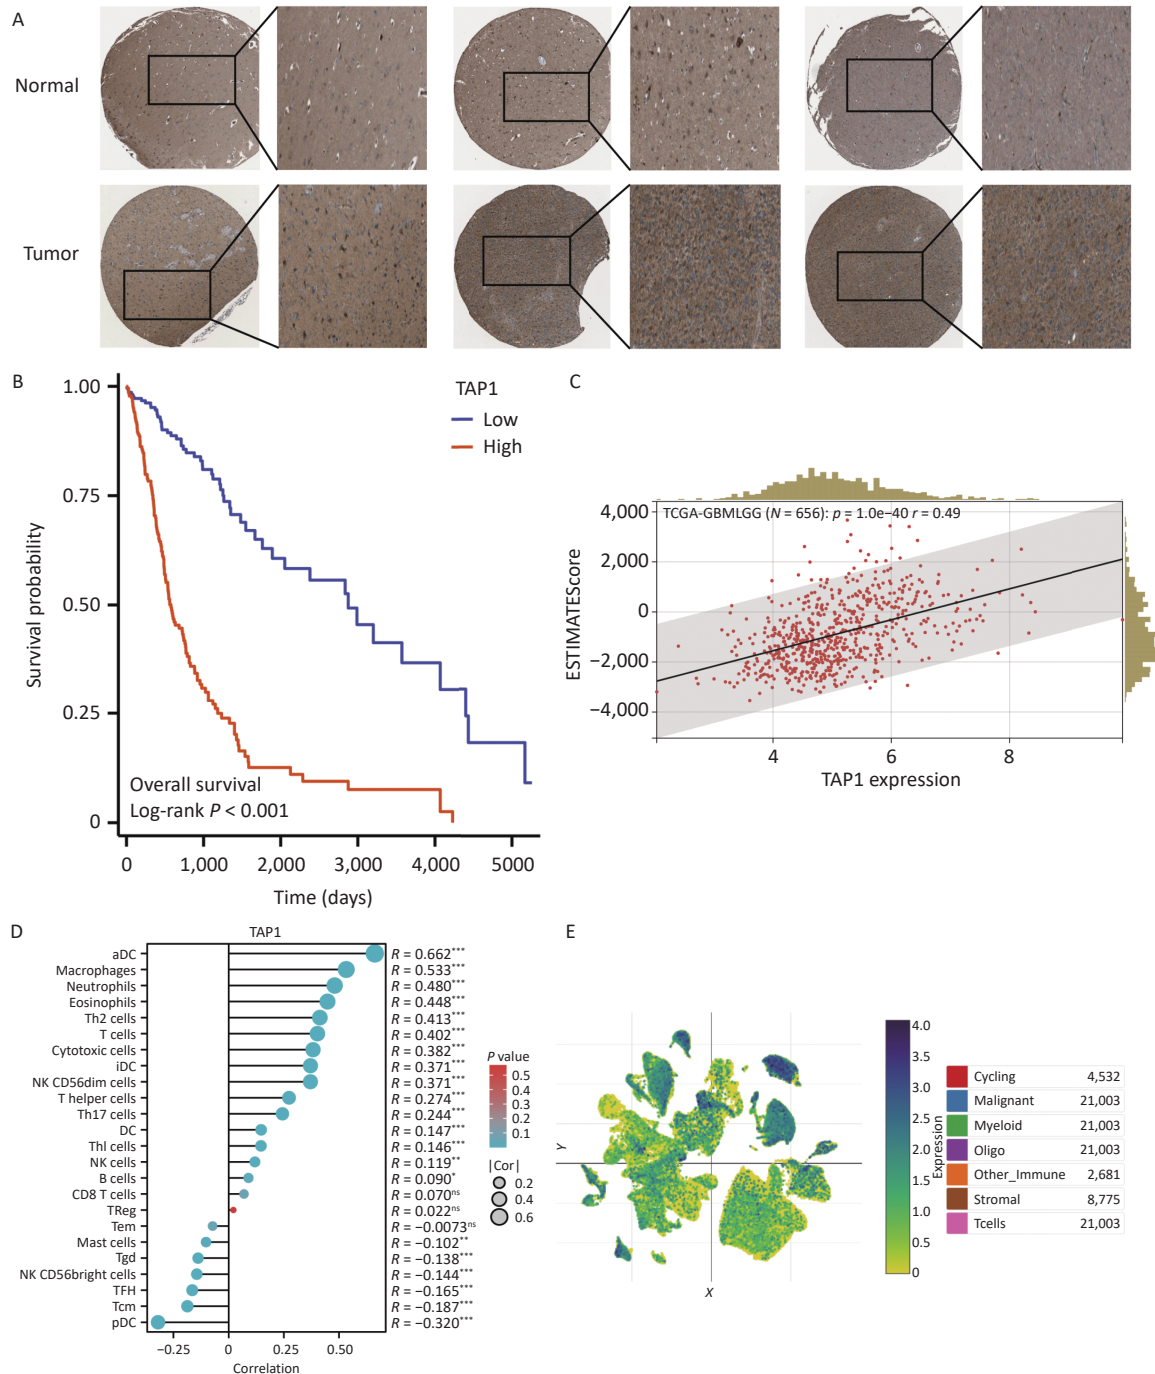 A
Normal
Tumor
B
TAP1
Low
High
Survival probability
1.00
0.75
0.50
0.25
0
Overall survival
Log-rank P < 0.001
0 1,000 2,000 3,000 4,000 5000
Time (days)
C
TCGA-GBMLGG (N = 656): p = 1.0e−40 r = 0.49
ESTIMATEScore
4,000
2,000
0
−2,000
−4,000
4 6 8
TAP1 expression
D
TAP1
aDC R = 0.662***
Macrophages R = 0.533***
Neutrophils R = 0.480***
Eosinophils R = 0.448***
Th2 cells R = 0.413***
T cells R = 0.402***
Cytotoxic cells R = 0.382***
iDC R = 0.371***
NK CD56dim cells R = 0.371***
T helper cells R = 0.274***
Th17 cells R = 0.244***
DC R = 0.147***
Thl cells R = 0.146***
NK cells R = 0.119**
B cells R = 0.090*
CD8 T cells R = 0.070ns
TReg R = 0.022ns
Tem R = −0.0073ns
Mast cells R = −0.102**
Tgd R = −0.138***
NK CD56bright cells R = −0.144***
TFH R = −0.165***
Tcm R = −0.187***
pDC R = −0.320***
−0.25 0 0.25 0.50
Correlation
P value
0.5
0.4
0.3
0.2
0.1
|Cor|
0.2
0.4
0.6
E
Y
X
4.0
3.5
3.0
2.5
2.0
1.5
1.0
0.5
0
Expression
Cycling 4,532
Malignant 21,003
Myeloid 21,003
Oligo 21,003
Other_Immune 2,681
Stromal 8,775
Tcells 21,003